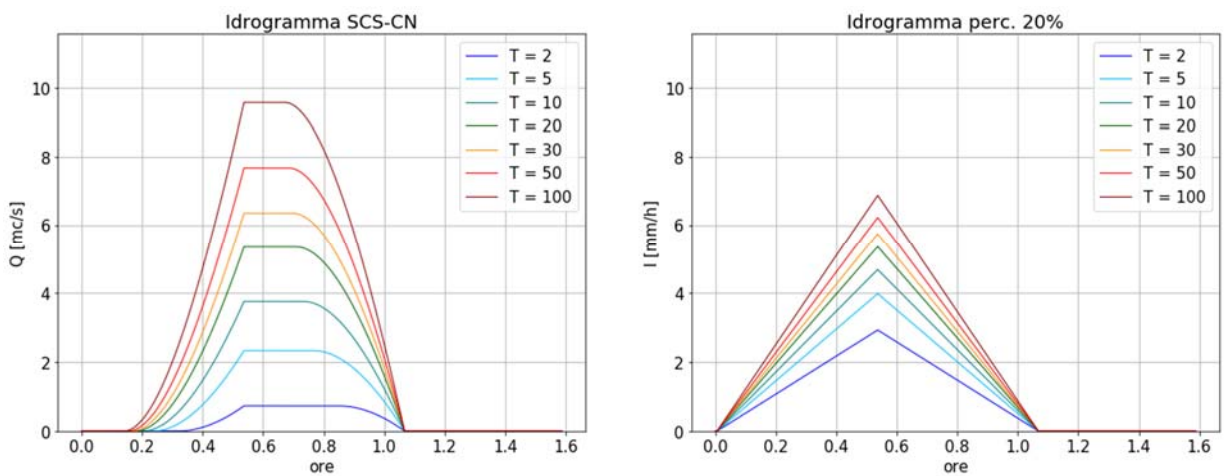 Idrogramma SCS-CN
Q [mc/s]
10
8
6
4
2
0
0.0 0.2 0.4 0.6 0.8 1.0 1.2 1.4 1.6
ore
T = 2
T = 5
T = 10
T = 20
T = 30
T = 50
T = 100
Idrogramma perc. 20%
I [mm/h]
10
8
6
4
2
0
0.0 0.2 0.4 0.6 0.8 1.0 1.2 1.4 1.6
ore
T = 2
T = 5
T = 10
T = 20
T = 30
T = 50
T = 100